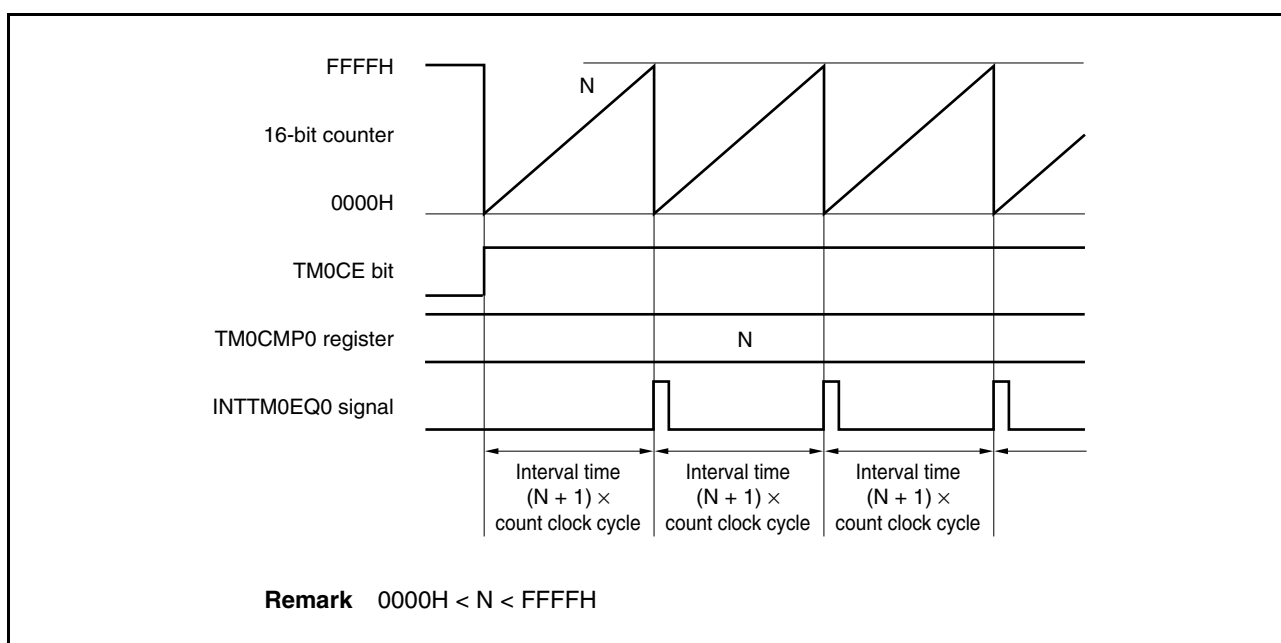 FFFFH
N
16-bit counter
0000H
TM0CE bit
TM0CMP0 register
N
INTTM0EQ0 signal
Interval time
(N + 1) ×
count clock cycle
Interval time
(N + 1) ×
count clock cycle
Interval time
(N + 1) ×
count clock cycle
Remark 0000H < N < FFFFH